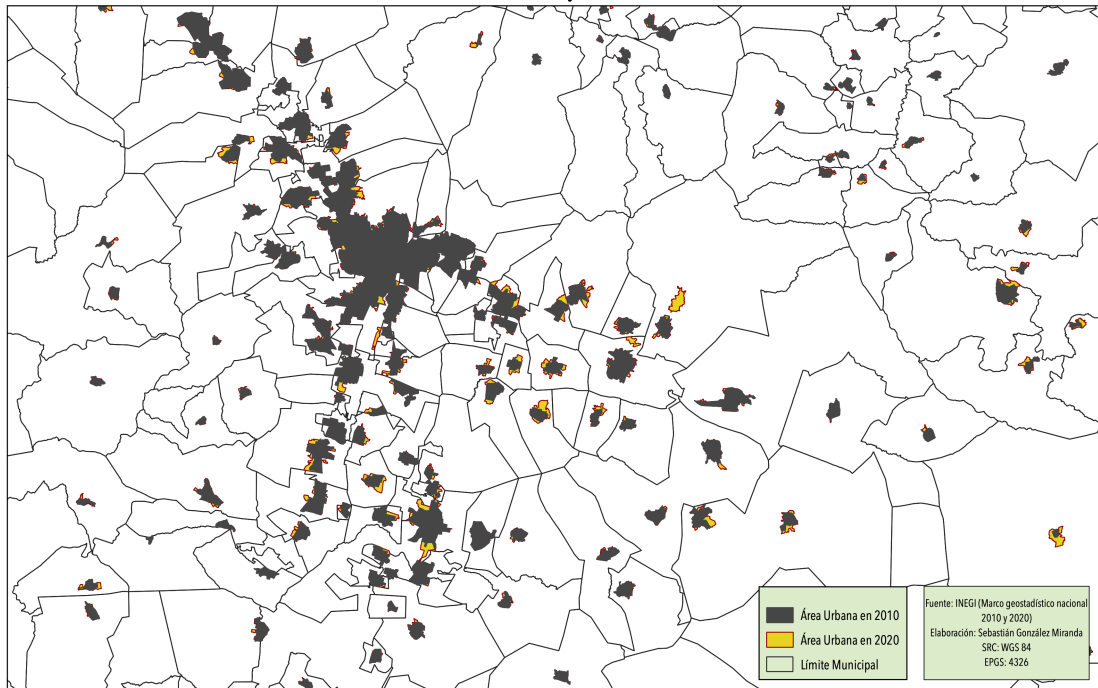 Área Urbana en 2010
Área Urbana en 2020
Límite Municipal
Fuente: INEGI (Marco geostadístico nacional
2010 y 2020)
Elaboración: Sebastián González Miranda
SRC: WGS 84
EPGS: 4326